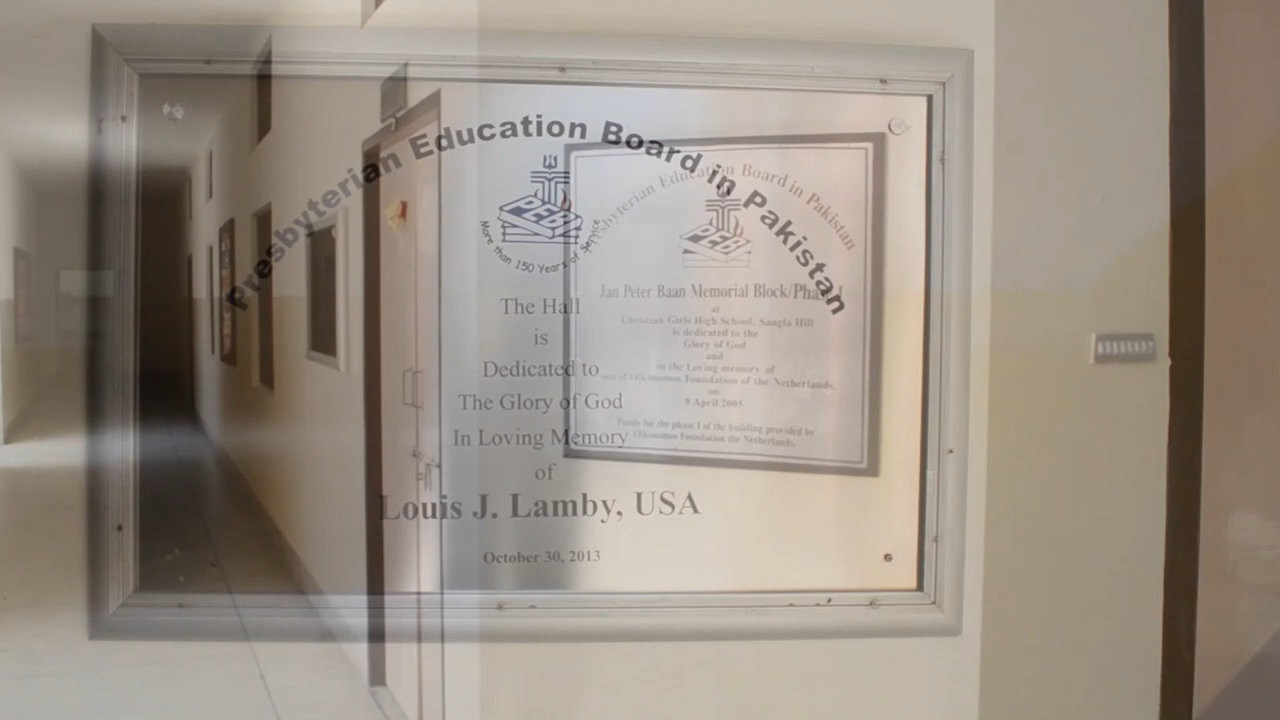 Presbyterian Education Board in Pakistan
PEB
More than 150 Years of Service
The Hall
is
Dedicated to
The Glory of God
In Loving Memory
of
Louis J. Lamby, USA
October 30, 2013
Presbyterian Education Board in Pakistan
PEB
Jan Peter Baan Memorial Block/Phase I
at
Christian Girls High School, Sangla Hill
is dedicated to the
Glory of God
and
in the Loving memory of
of Oikonomos Foundation of the Netherlands,
on
9 April 2005
Funds for the phase I of the building provided by
Oikonomos Foundation the Netherlands.